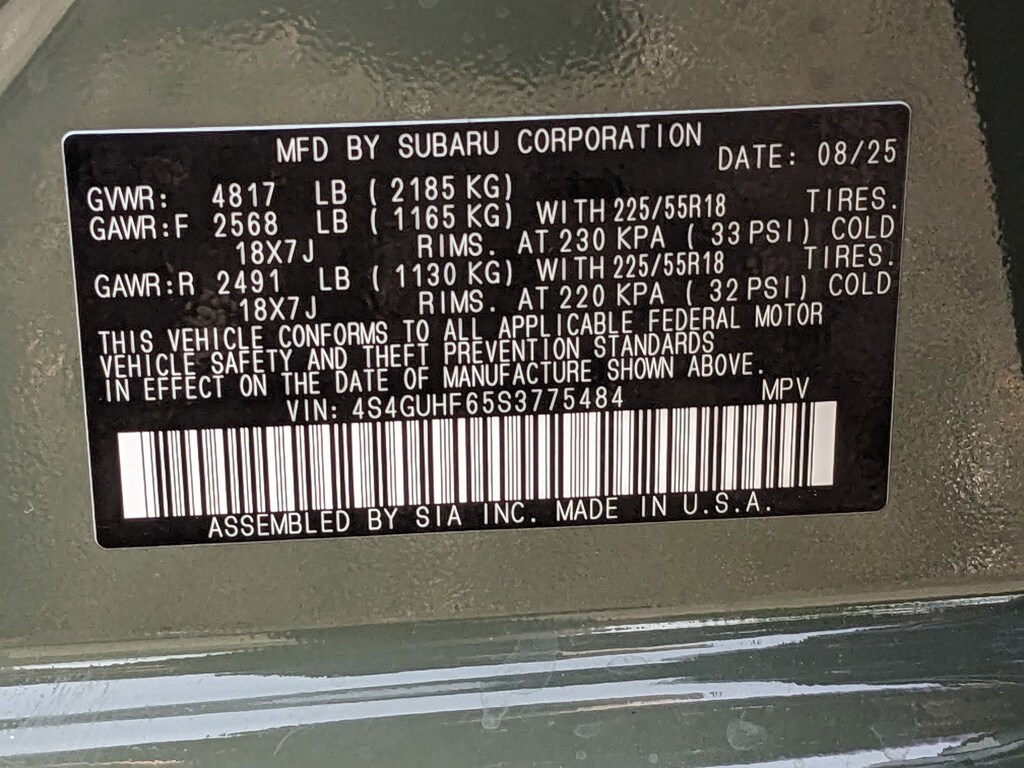 MFD BY SUBARU CORPORATION DATE: 08/25
GVWR: 4817 LB ( 2185 KG)
GAWR:F 2568 LB ( 1165 KG) WITH 225/55R18 TIRES.
18X7J RIMS. AT 230 KPA ( 33 PSI) COLD
GAWR:R 2491 LB ( 1130 KG) WITH 225/55R18 TIRES.
18X7J RIMS. AT 220 KPA ( 32 PSI) COLD
THIS VEHICLE CONFORMS TO ALL APPLICABLE FEDERAL MOTOR
VEHICLE SAFETY AND THEFT PREVENTION STANDARDS
IN EFFECT ON THE DATE OF MANUFACTURE SHOWN ABOVE.
VIN: 4S4GUHF65S3775484 MPV
ASSEMBLED BY SIA INC. MADE IN U.S.A.